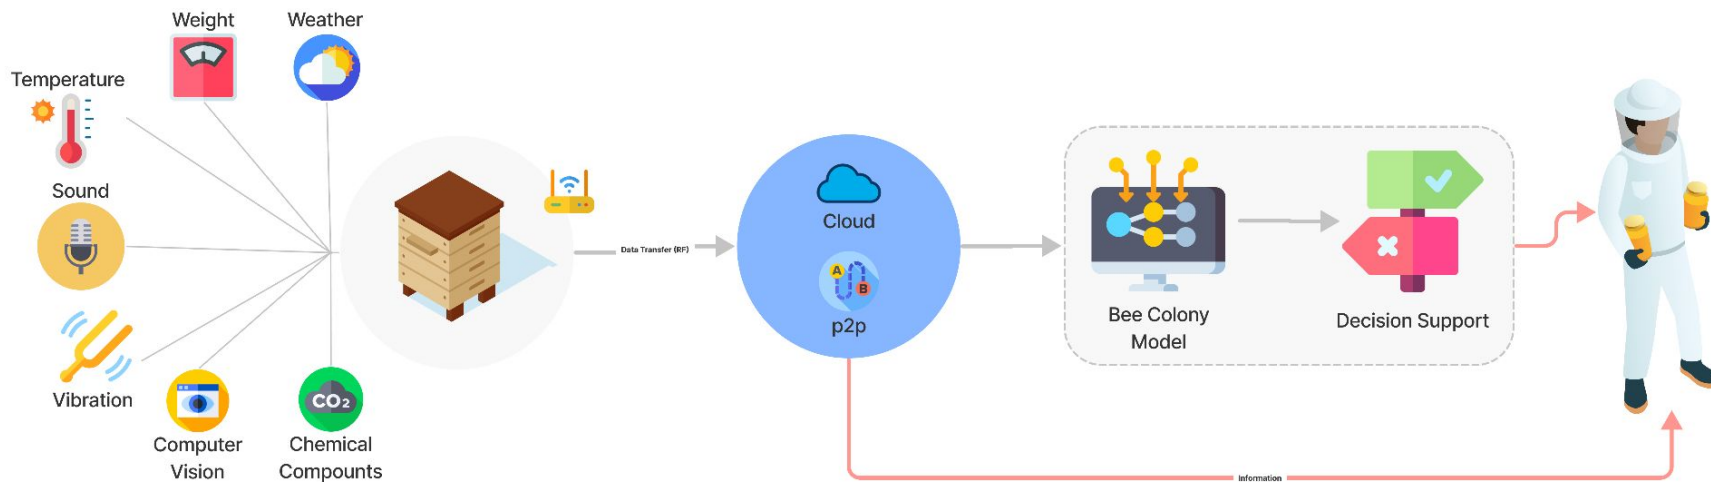 Weight
Weather
Temperature
Sound
Vibration
Computer
Vision
CO₂
Chemical
Compounts
Data Transfer (RF)
Cloud
A
B
p2p
Bee Colony
Model
Decision Support
Information